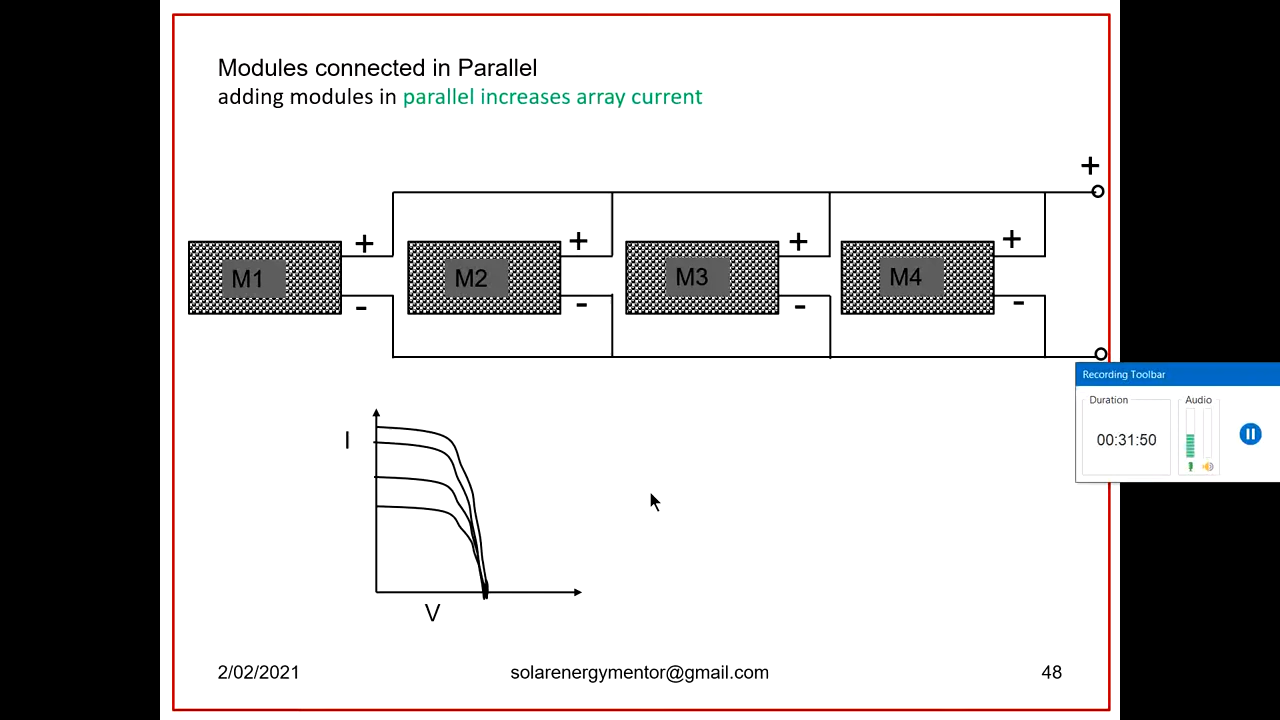 Modules connected in Parallel
adding modules in parallel increases array current
+
+ + + +
M1 M2 M3 M4
- - - -
Recording Toolbar
Duration Audio
00:31:50
I
V
2/02/2021 solarenergymentor@gmail.com 48